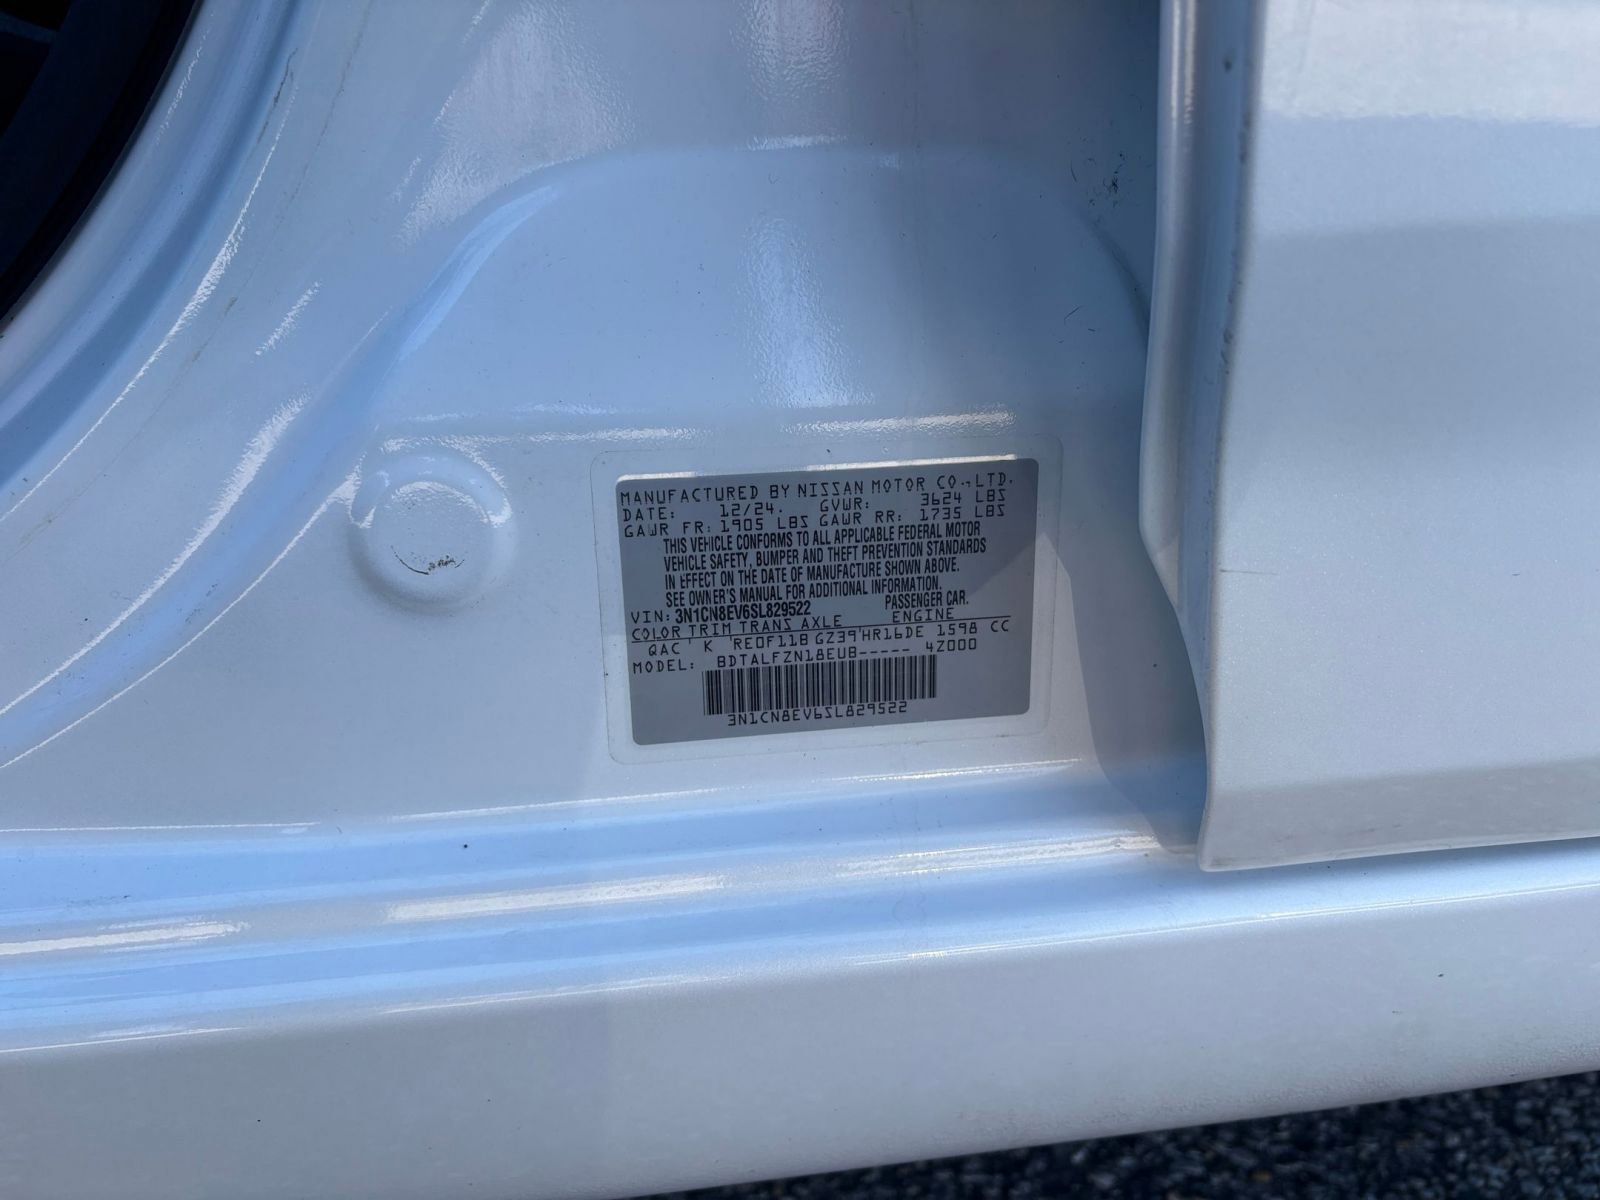 MANUFACTURED BY NISSAN MOTOR CO.,LTD.
DATE: 12/24. GVWR: 3624 LBS
GAWR FR: 1905 LBS GAWR RR: 1735 LBS
THIS VEHICLE CONFORMS TO ALL APPLICABLE FEDERAL MOTOR
VEHICLE SAFETY, BUMPER AND THEFT PREVENTION STANDARDS
IN EFFECT ON THE DATE OF MANUFACTURE SHOWN ABOVE.
SEE OWNER'S MANUAL FOR ADDITIONAL INFORMATION.
VIN: 3N1CN8EV6SL829522 PASSENGER CAR.
COLOR TRIM TRANS AXLE ENGINE
QAC K RE0F11B GZ39 HR16DE 1598 CC
MODEL: BDTALFZN18EUB----- 4Z000
3N1CN8EV6SL829522